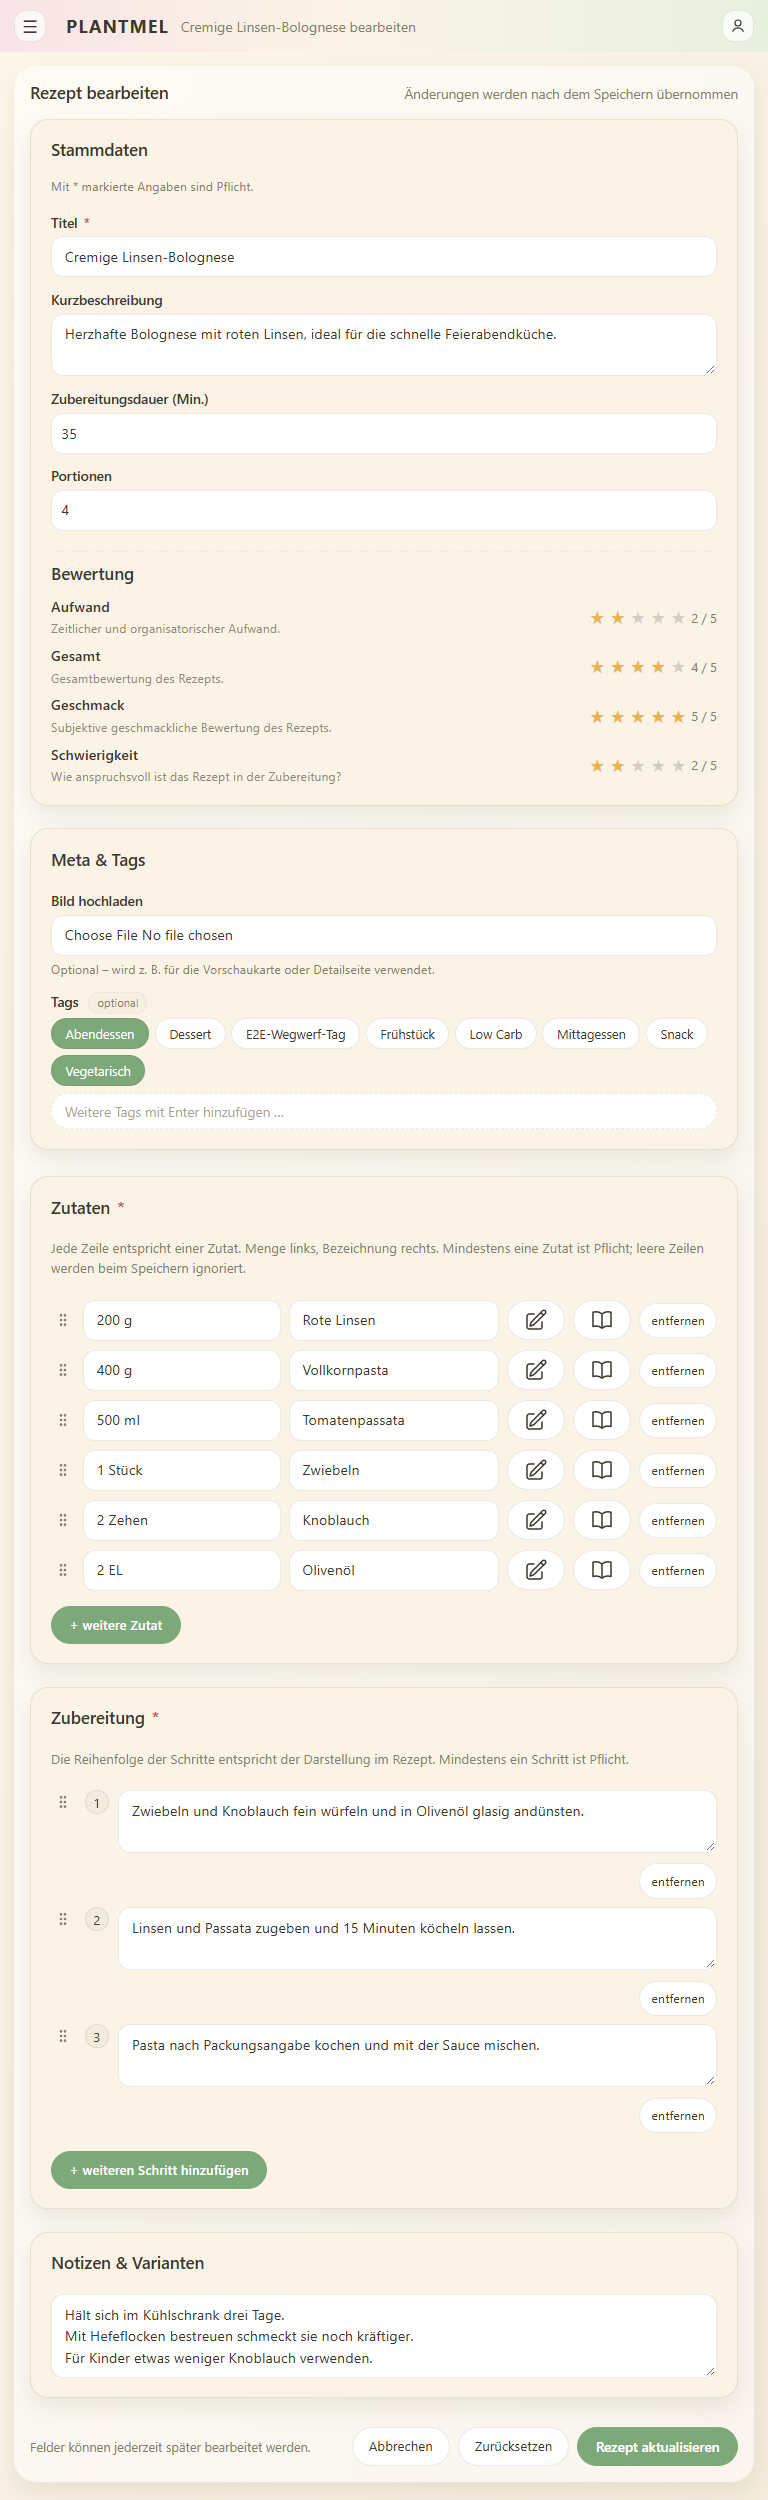 ☰ PLANTMEL Cremige Linsen-Bolognese bearbeiten
Rezept bearbeiten Änderungen werden nach dem Speichern übernommen
Stammdaten
Mit * markierte Angaben sind Pflicht.
Titel *
Cremige Linsen-Bolognese
Kurzbeschreibung
Herzhafte Bolognese mit roten Linsen, ideal für die schnelle Feierabendküche.
Zubereitungsdauer (Min.)
35
Portionen
4
Bewertung
Aufwand
Zeitlicher und organisatorischer Aufwand.
★ ★ ★ ★ ★ 2 / 5
Gesamt
Gesamtbewertung des Rezepts.
★ ★ ★ ★ ★ 4 / 5
Geschmack
Subjektive geschmackliche Bewertung des Rezepts.
★ ★ ★ ★ ★ 5 / 5
Schwierigkeit
Wie anspruchsvoll ist das Rezept in der Zubereitung?
★ ★ ★ ★ ★ 2 / 5
Meta & Tags
Bild hochladen
Choose File No file chosen
Optional – wird z. B. für die Vorschaukarte oder Detailseite verwendet.
Tags optional
Abendessen Dessert E2E-Wegwerf-Tag Frühstück Low Carb Mittagessen Snack
Vegetarisch
Weitere Tags mit Enter hinzufügen ...
Zutaten *
Jede Zeile entspricht einer Zutat. Menge links, Bezeichnung rechts. Mindestens eine Zutat ist Pflicht; leere Zeilen
werden beim Speichern ignoriert.
200 g Rote Linsen entfernen
400 g Vollkornpasta entfernen
500 ml Tomatenpassata entfernen
1 Stück Zwiebeln entfernen
2 Zehen Knoblauch entfernen
2 EL Olivenöl entfernen
+ weitere Zutat
Zubereitung *
Die Reihenfolge der Schritte entspricht der Darstellung im Rezept. Mindestens ein Schritt ist Pflicht.
1 Zwiebeln und Knoblauch fein würfeln und in Olivenöl glasig andünsten.
entfernen
2 Linsen und Passata zugeben und 15 Minuten köcheln lassen.
entfernen
3 Pasta nach Packungsangabe kochen und mit der Sauce mischen.
entfernen
+ weiteren Schritt hinzufügen
Notizen & Varianten
Hält sich im Kühlschrank drei Tage.
Mit Hefeflocken bestreuen schmeckt sie noch kräftiger.
Für Kinder etwas weniger Knoblauch verwenden.
Felder können jederzeit später bearbeitet werden. Abbrechen Zurücksetzen Rezept aktualisieren